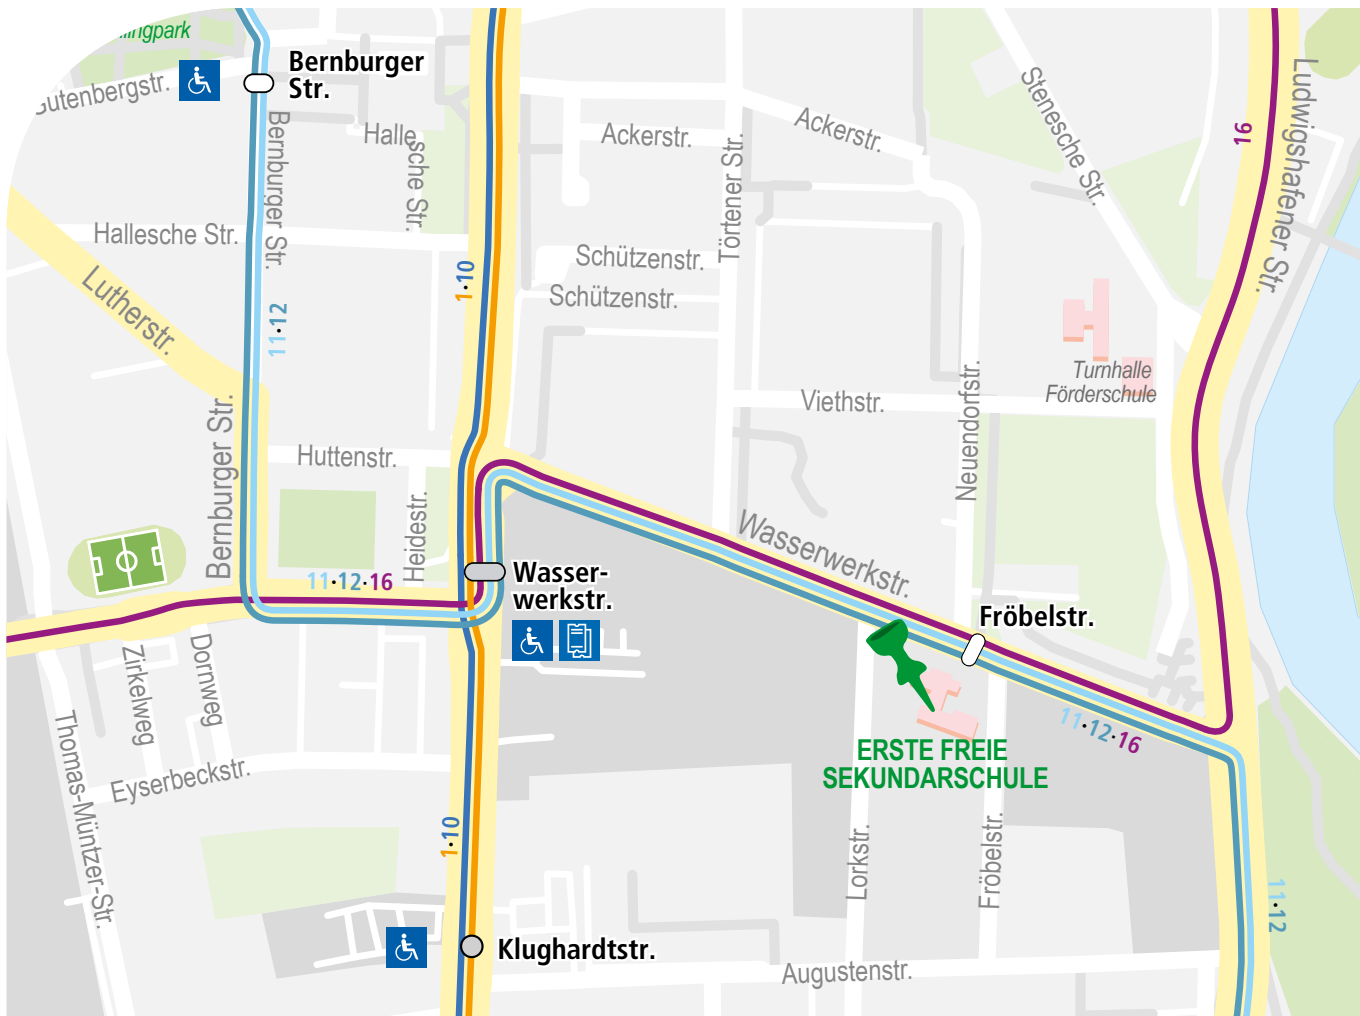 Bernburger
Str.
Gutenbergstr.
Bernburger Str.
Hallesche Str.
Ackerstr.
Ackerstr.
Törtener Str.
Stenesche Str.
Ludwigshafener Str.
16
Hallesche Str.
Lutherstr.
11·12
1·10
Schützenstr.
Schützenstr.
Turnhalle
Förderschule
Viethstr.
Neuendorfstr.
Bernburger Str.
Huttenstr.
Heidestr.
Wasserwerkstr.
11·12·16
Wasser-
werkstr.
Fröbelstr.
Zirkelweg
Dornweg
Thomas-Müntzer-Str.
Eyserbeckstr.
11·12·16
ERSTE FREIE
SEKUNDARSCHULE
1·10
Lorkstr.
Fröbelstr.
11·12
Klughardtstr.
Augustenstr.